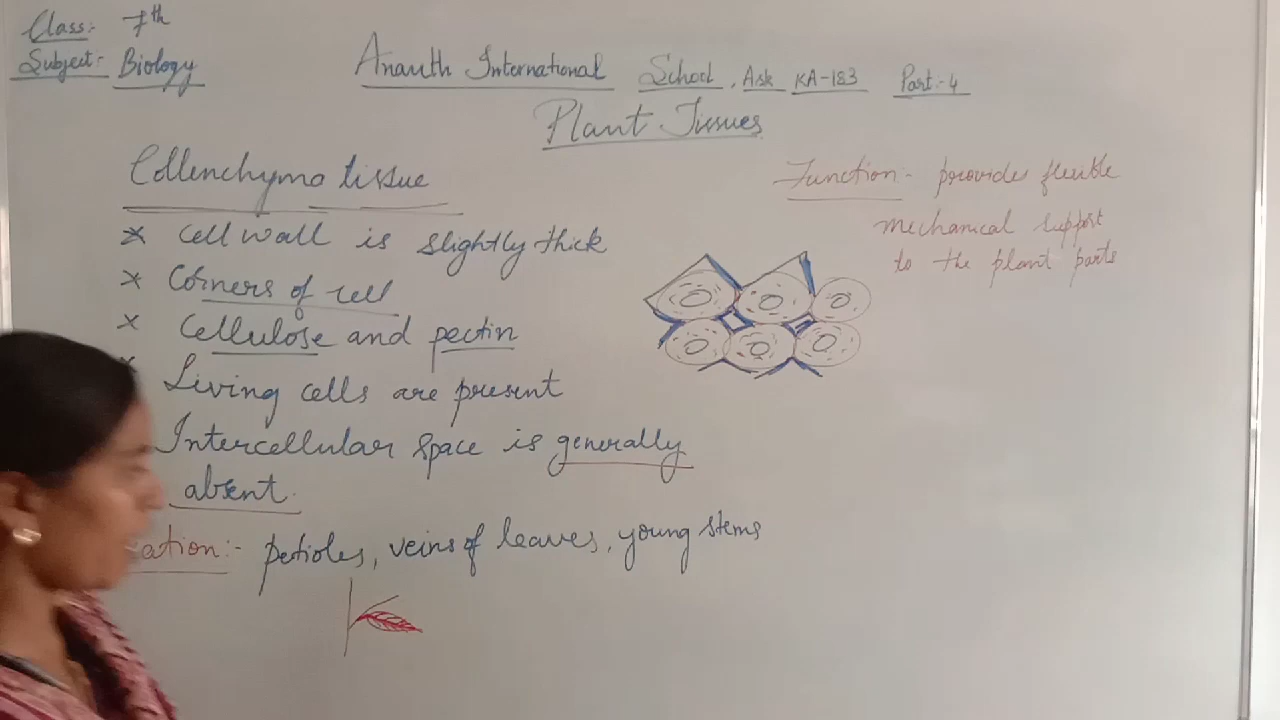 Class:- 7th
Subject:- Biology
Ananth International School, Ask KA-183 Part:-4
Plant Tissues
Collenchyma tissue
* Cell wall is slightly thick
* Corners of cell
* Cellulose and pectin
* Living cells are present
Intercellular space is generally
absent.
ation:- petioles, veins of leaves, young stems
Function- provides flexible
mechanical support
to the plant parts